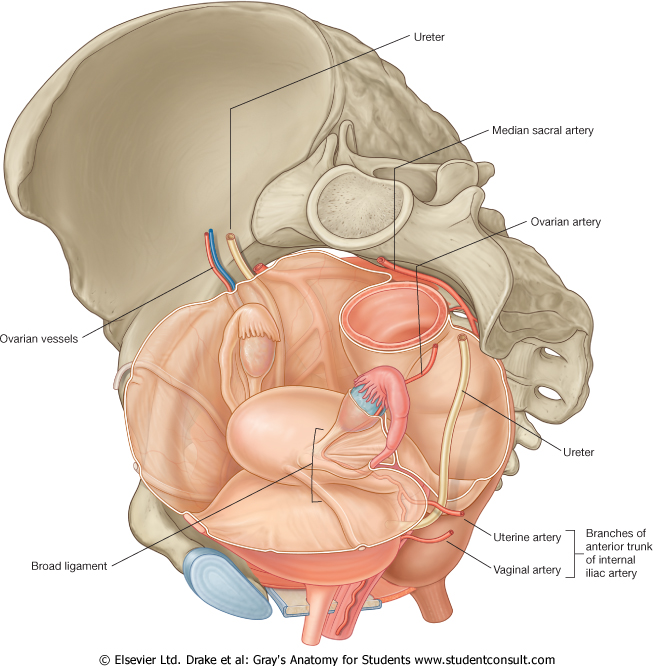 Ureter
Median sacral artery
Ovarian artery
Ovarian vessels
Ureter
Uterine artery
Vaginal artery
Branches of
anterior trunk
of internal
iliac artery
Broad ligament
© Elsevier Ltd. Drake et al: Gray's Anatomy for Students www.studentconsult.com